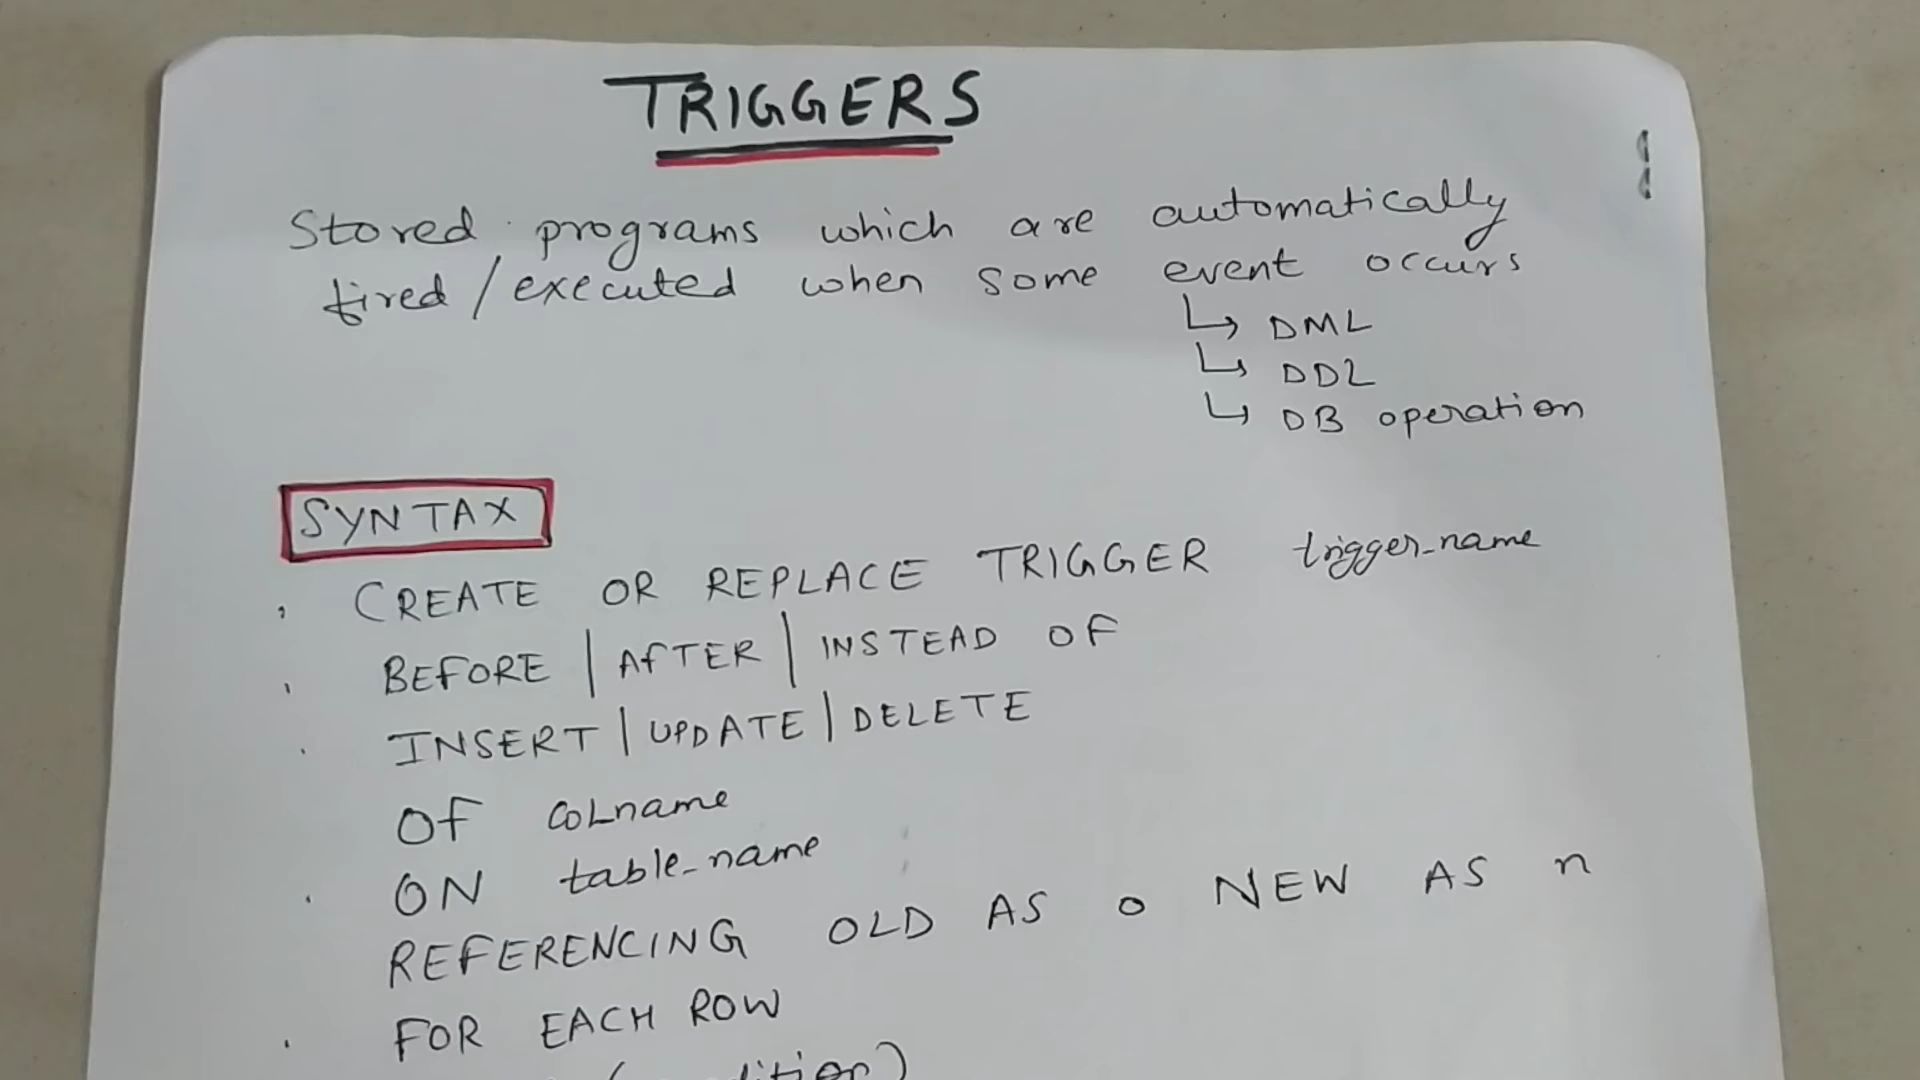 TRIGGERS
Stored programs which are automatically
fired/executed when some event occurs
DML
DDL
DB operation
SYNTAX
CREATE OR REPLACE TRIGGER trigger_name
BEFORE | AFTER | INSTEAD OF
INSERT | UPDATE | DELETE
OF COLname
ON table_name
REFERENCING OLD AS o NEW AS n
FOR EACH ROW